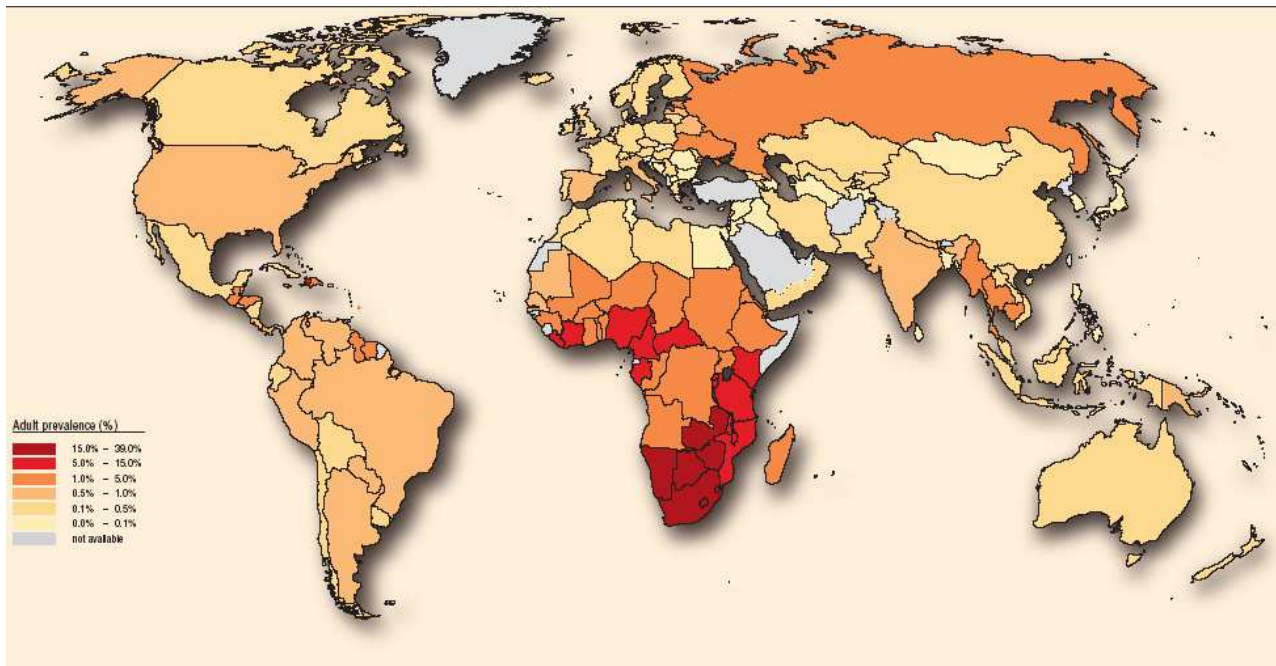 Adult prevalence (%)
15.0% – 39.0%
5.0% – 15.0%
1.0% – 5.0%
0.5% – 1.0%
0.1% – 0.5%
0.0% – 0.1%
not available